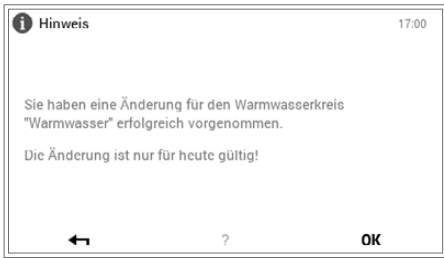 Hinweis 17:00
Sie haben eine Änderung für den Warmwasserkreis
"Warmwasser" erfolgreich vorgenommen.
Die Änderung ist nur für heute gültig!
? OK